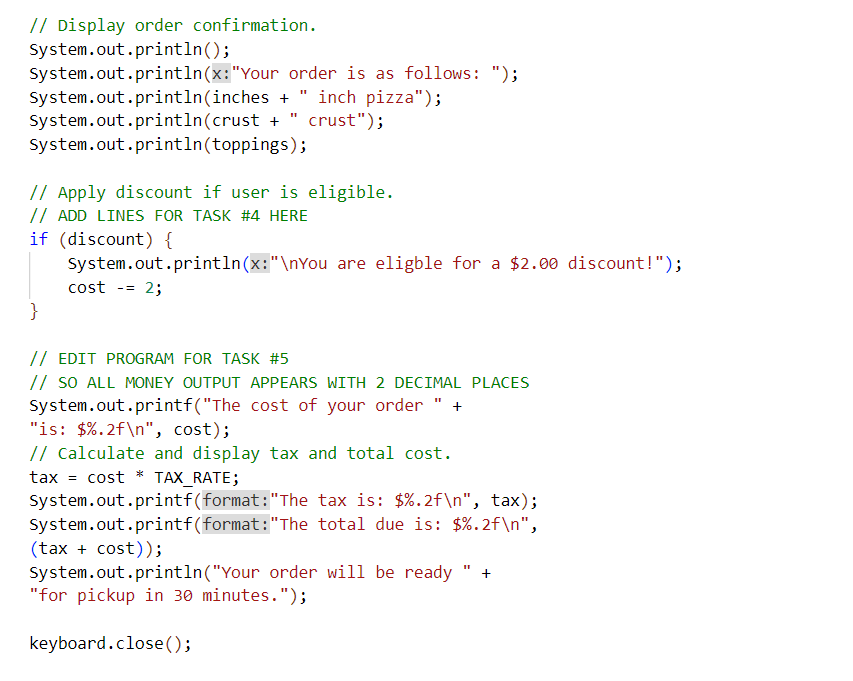 // Display order confirmation.
System.out.println();
System.out.println(x:"Your order is as follows: ");
System.out.println(inches + " inch pizza");
System.out.println(crust + " crust");
System.out.println(toppings);
// Apply discount if user is eligible.
// ADD LINES FOR TASK #4 HERE
if (discount) {
System.out.println(x:"\nYou are eligble for a $2.00 discount!");
cost -= 2;
}
// EDIT PROGRAM FOR TASK #5
// SO ALL MONEY OUTPUT APPEARS WITH 2 DECIMAL PLACES
System.out.printf("The cost of your order " +
"is: $%.2f\n", cost);
// Calculate and display tax and total cost.
tax = cost * TAX_RATE;
System.out.printf(format:"The tax is: $%.2f\n", tax);
System.out.printf(format:"The total due is: $%.2f\n",
(tax + cost));
System.out.println("Your order will be ready " +
"for pickup in 30 minutes.");
keyboard.close();